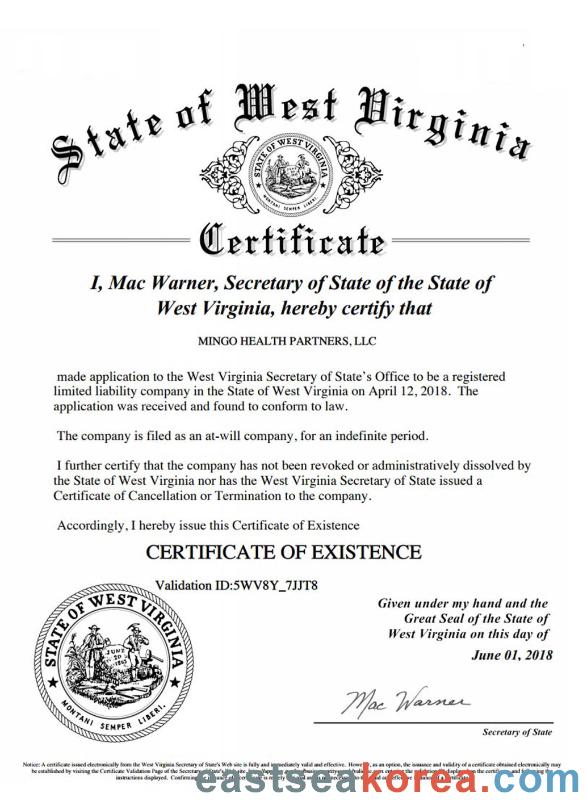 State of West Virginia
STATE OF WEST VIRGINIA
MONTANI SEMPER LIBERI.
Certificate
I, Mac Warner, Secretary of State of the State of
West Virginia, hereby certify that
MINGO HEALTH PARTNERS, LLC
made application to the West Virginia Secretary of State's Office to be a registered
limited liability company in the State of West Virginia on April 12, 2018. The
application was received and found to conform to law.
The company is filed as an at-will company, for an indefinite period.
I further certify that the company has not been revoked or administratively dissolved by
the State of West Virginia nor has the West Virginia Secretary of State issued a
Certificate of Cancellation or Termination to the company.
Accordingly, I hereby issue this Certificate of Existence
CERTIFICATE OF EXISTENCE
Validation ID:5WV8Y_7JJT8
STATE OF WEST VIRGINIA
JUNE
20
1863
MONTANI SEMPER LIBERI.
Given under my hand and the
Great Seal of the State of
West Virginia on this day of
June 01, 2018
Mac Warner
Secretary of State
Notice: A certificate issued electronically from the West Virginia Secretary of State's Web site is fully and immediately valid and effective. However, as an option, the issuance and validity of a certificate obtained electronically may
be established by visiting the Certificate Validation Page of the Secretary of State's Web site,
instructions displayed.
eastseakorea.com